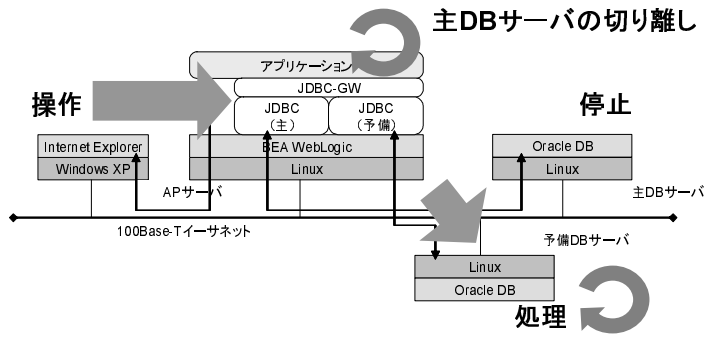 主DBサーバの切り離し
アプリケーション
JDBC-GW
操作
JDBC
（主）
JDBC
（予備）
停止
Internet Explorer
BEA WebLogic
Oracle DB
Windows XP
Linux
Linux
APサーバ
主DBサーバ
100Base-Tイーサネット
予備DBサーバ
Linux
Oracle DB
処理